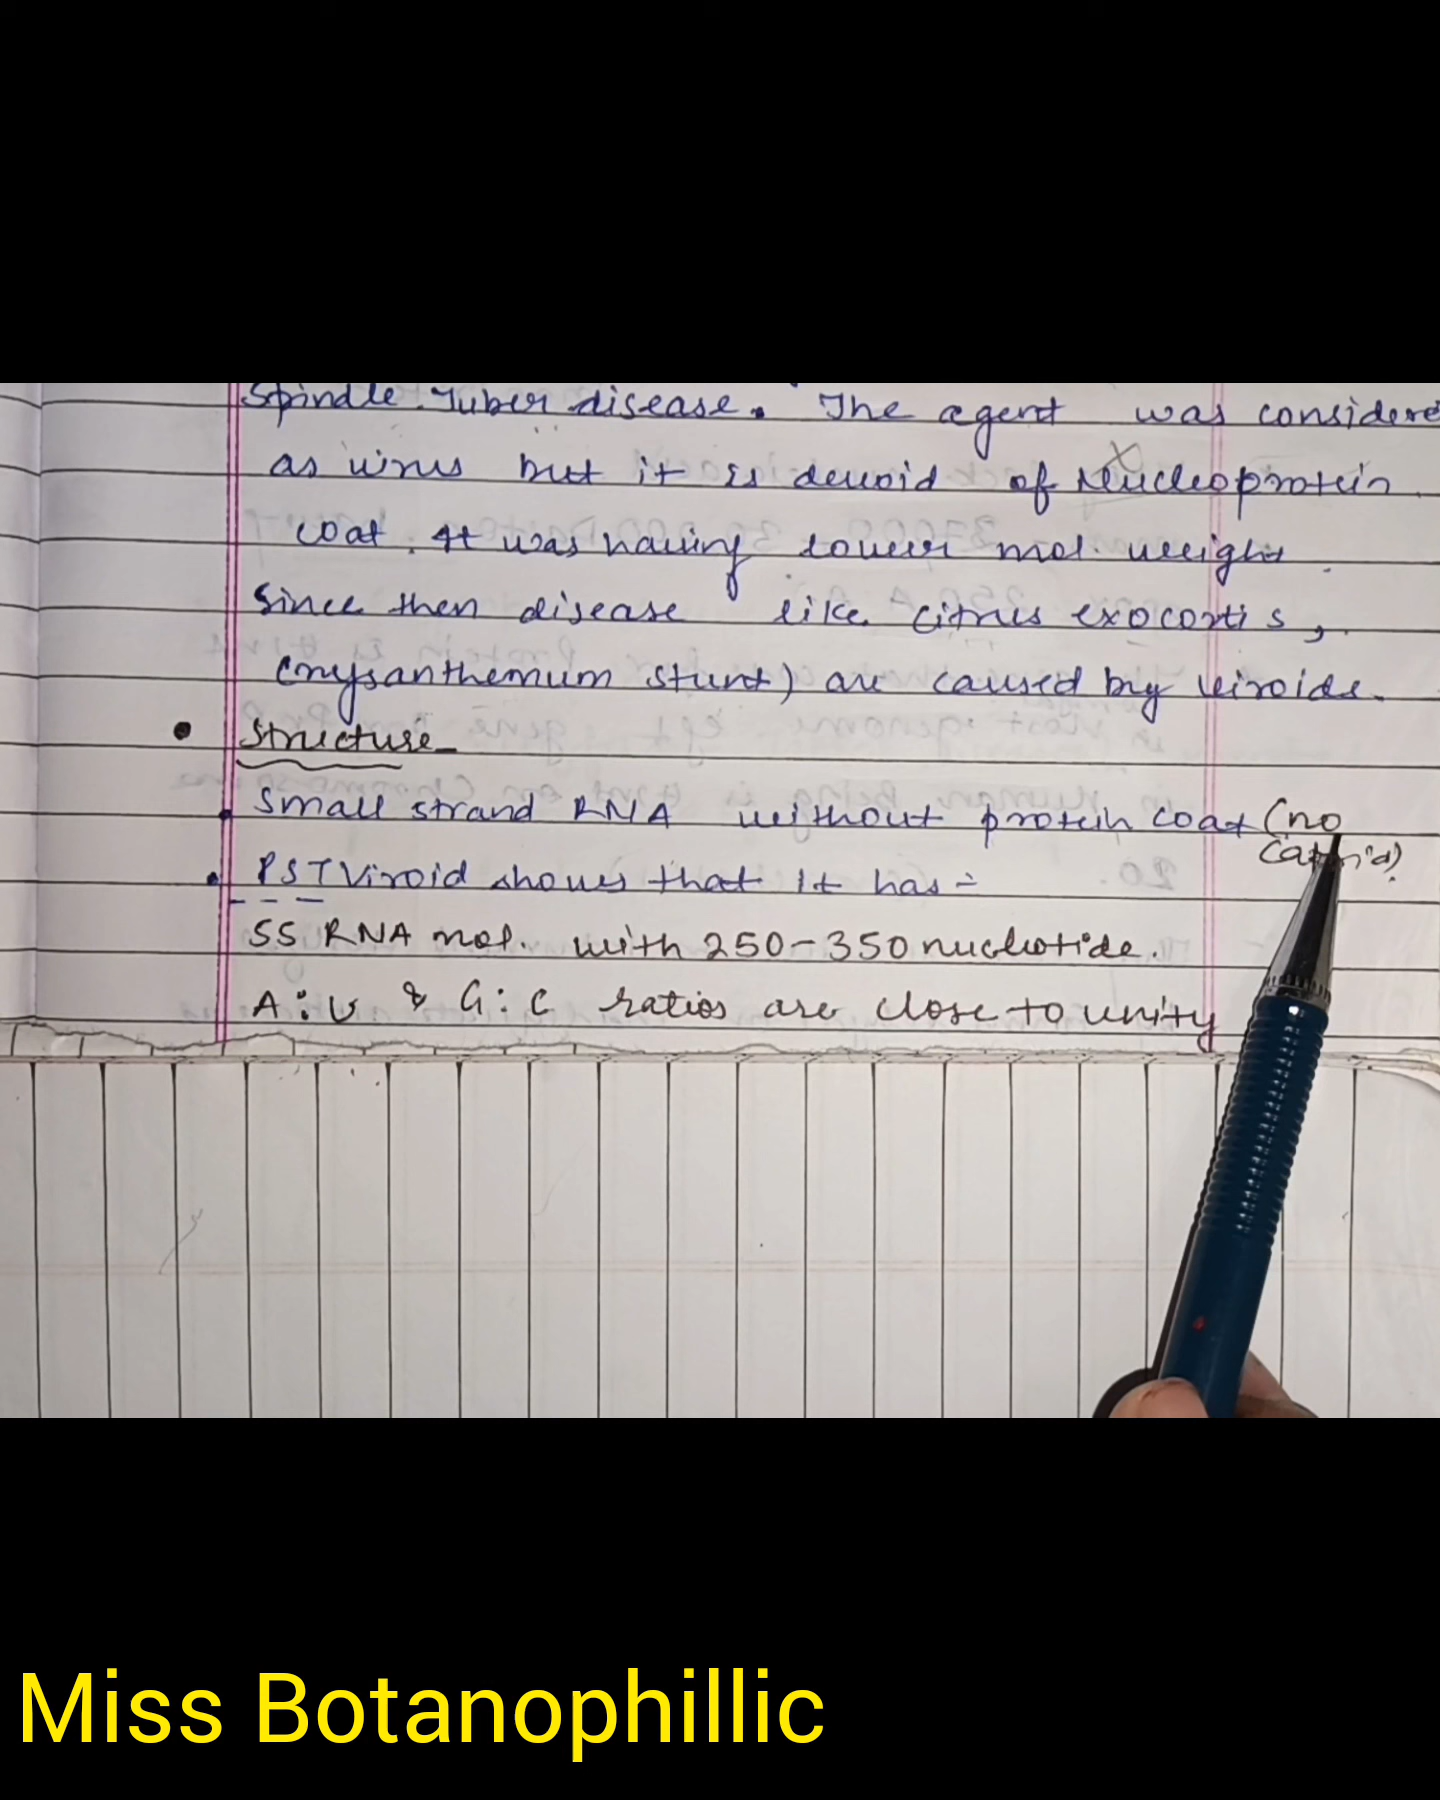 Spindle Tuber disease. The agent was considere
as virus but it is devoid of Nucleoprotein
coat. It was having lower mol. weight
Since then disease like citrus exocortis,
Crysanthemum stunt) are caused by viroids.
• Structure-
• Small strand RNA without protein coat (no
capsid).
• PSTViroid shows that it has -
SS RNA mol. with 250-350 nucleotide.
A:U & G:C ratios are close to unity
Miss Botanophillic